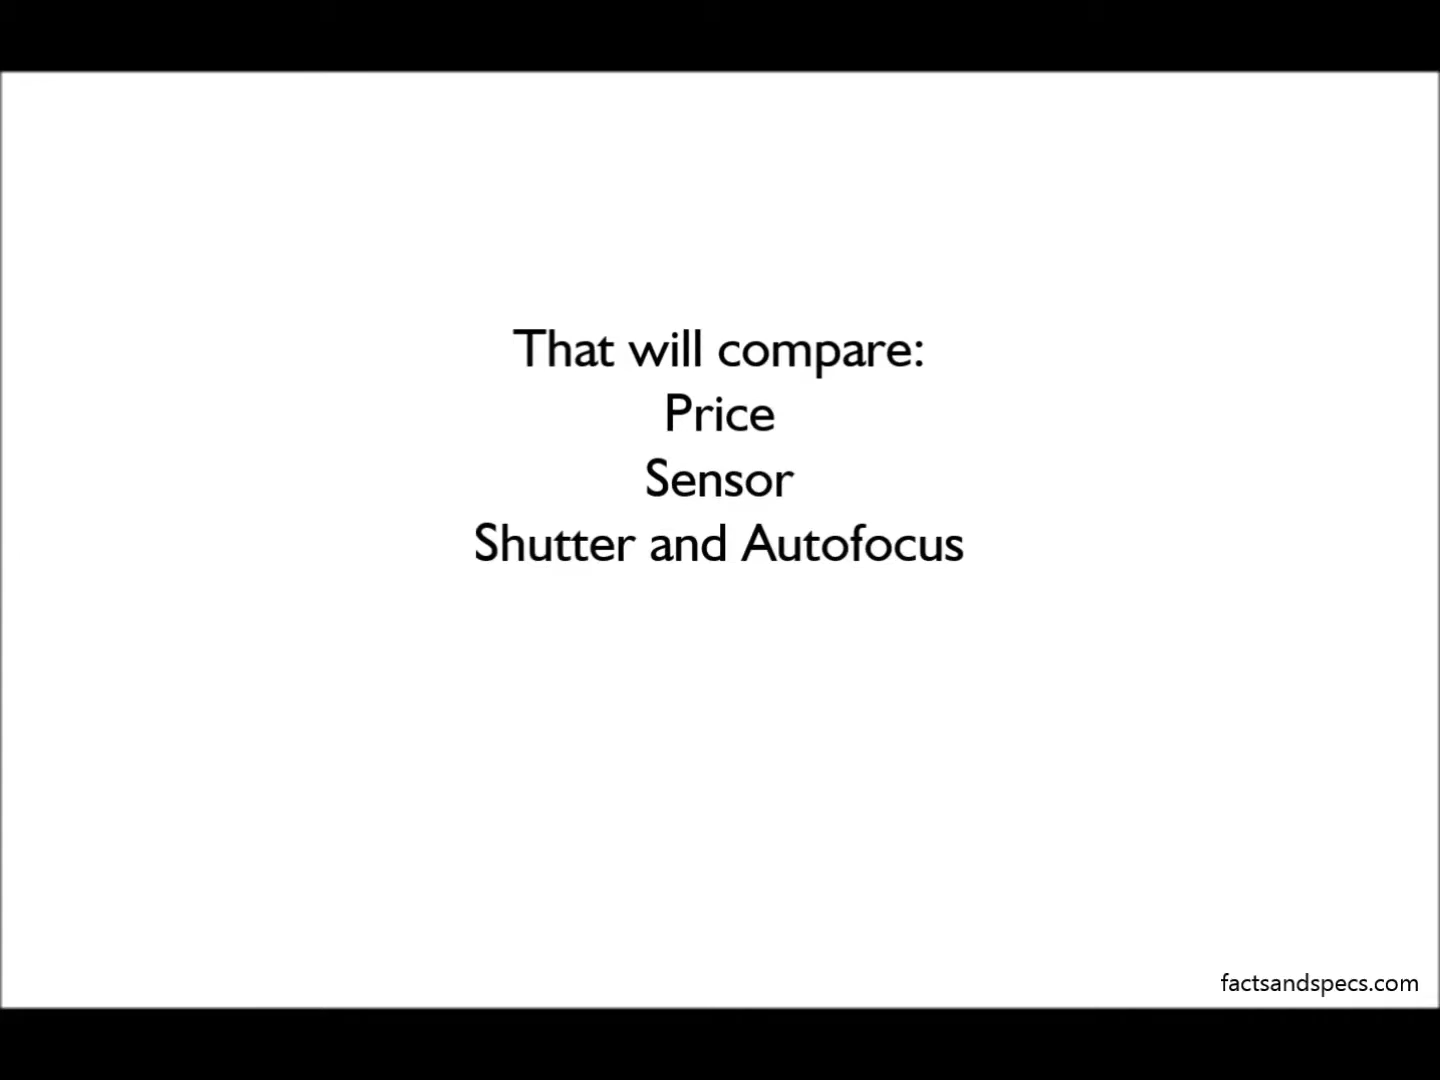 That will compare:
Price
Sensor
Shutter and Autofocus
factsandspecs.com